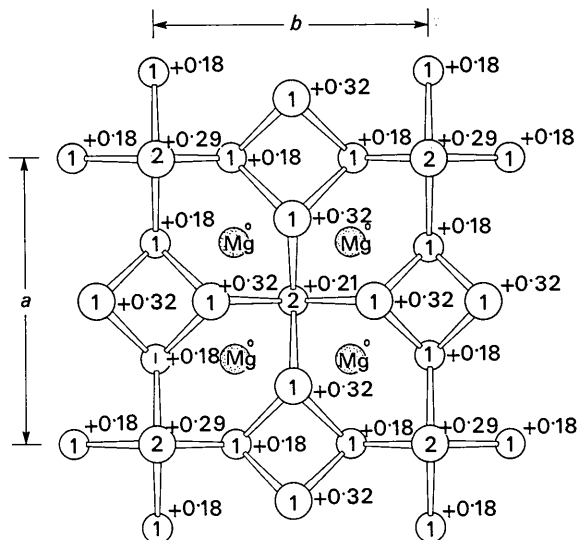 b
+0·18 +0·32 +0·18
1 1 1
+0·18 +0·29 +0·18 +0·29 +0·18
1 2 1 +0·18 1 2 1
+0·18 +0·32 +0·18
1 1 1
Mg° Mg°
a
+0·32 +0·21 +0·32
1 +0·32 1 2 1 +0·32 1
1 +0·18 Mg° Mg° 1 +0·18
1 +0·32
+0·18 +0·29 +0·18 +0·29 +0·18
1 2 1 +0·18 1 2 1
+0·18 +0·32 +0·18
1 1 1